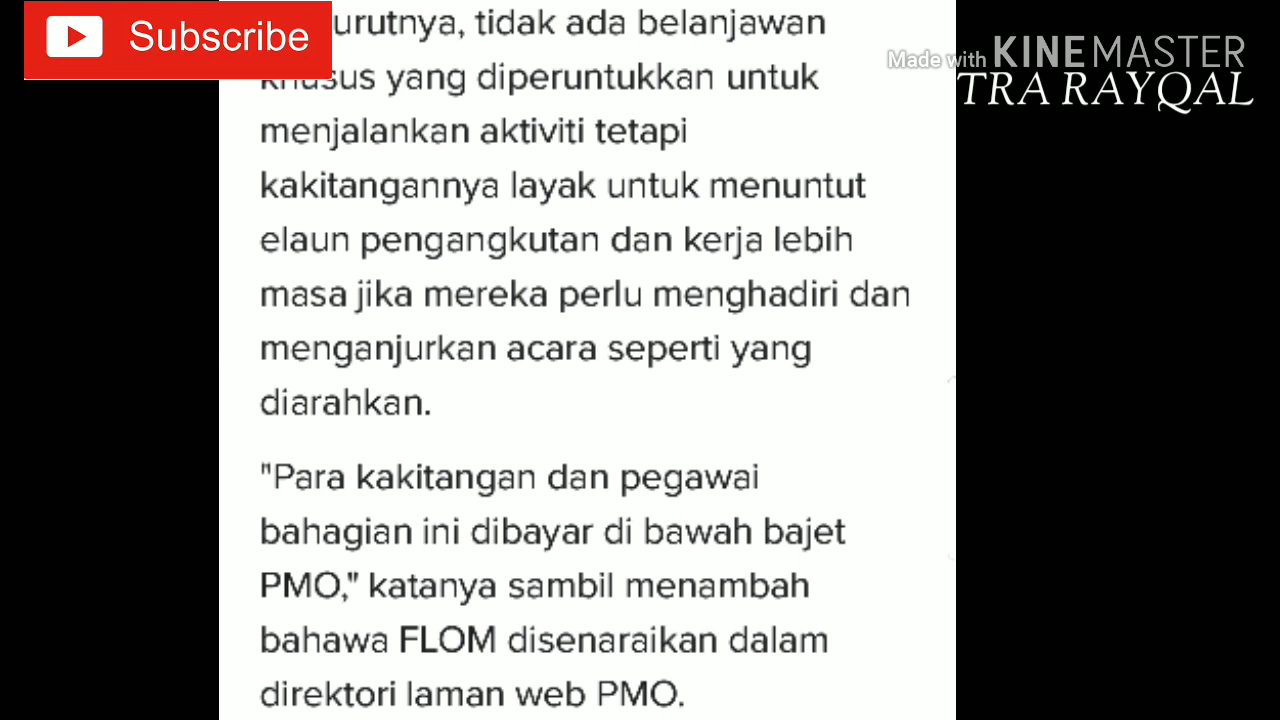 Subscribe
Made with KINEMASTER
TRA RAYQAL
urutnya, tidak ada belanjawan
khusus yang diperuntukkan untuk
menjalankan aktiviti tetapi
kakitangannya layak untuk menuntut
elaun pengangkutan dan kerja lebih
masa jika mereka perlu menghadiri dan
menganjurkan acara seperti yang
diarahkan.
"Para kakitangan dan pegawai
bahagian ini dibayar di bawah bajet
PMO," katanya sambil menambah
bahawa FLOM disenaraikan dalam
direktori laman web PMO.